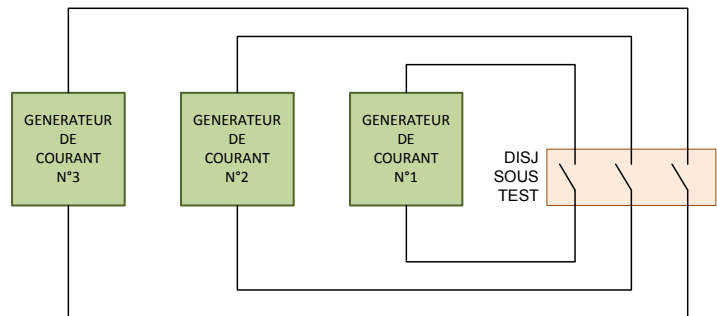 GENERATEUR
DE
COURANT
N°3
GENERATEUR
DE
COURANT
N°2
GENERATEUR
DE
COURANT
N°1
DISJ
SOUS
TEST